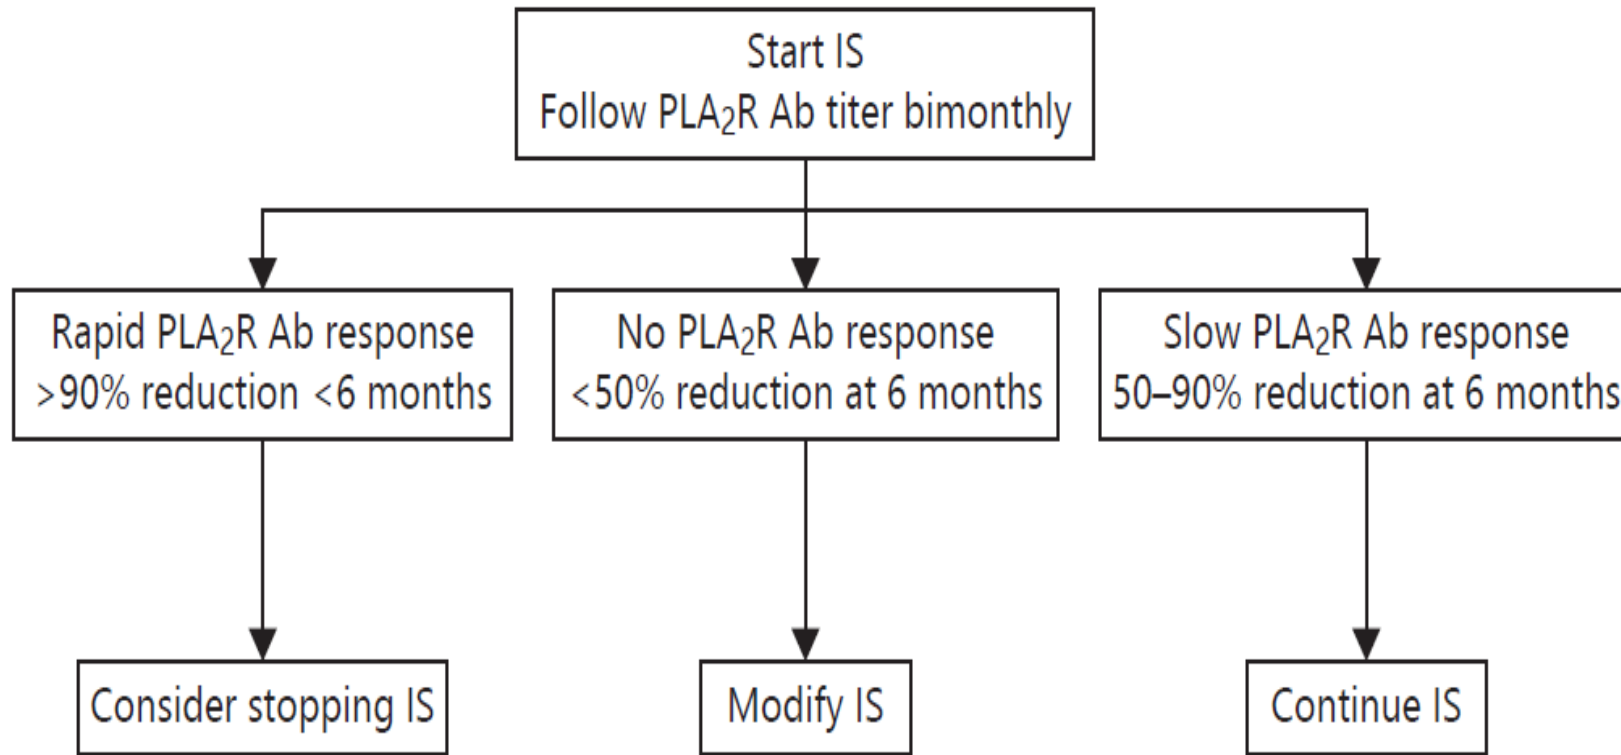 Start IS
Follow PLA₂R Ab titer bimonthly
Rapid PLA₂R Ab response
>90% reduction <6 months
No PLA₂R Ab response
<50% reduction at 6 months
Slow PLA₂R Ab response
50–90% reduction at 6 months
Consider stopping IS
Modify IS
Continue IS